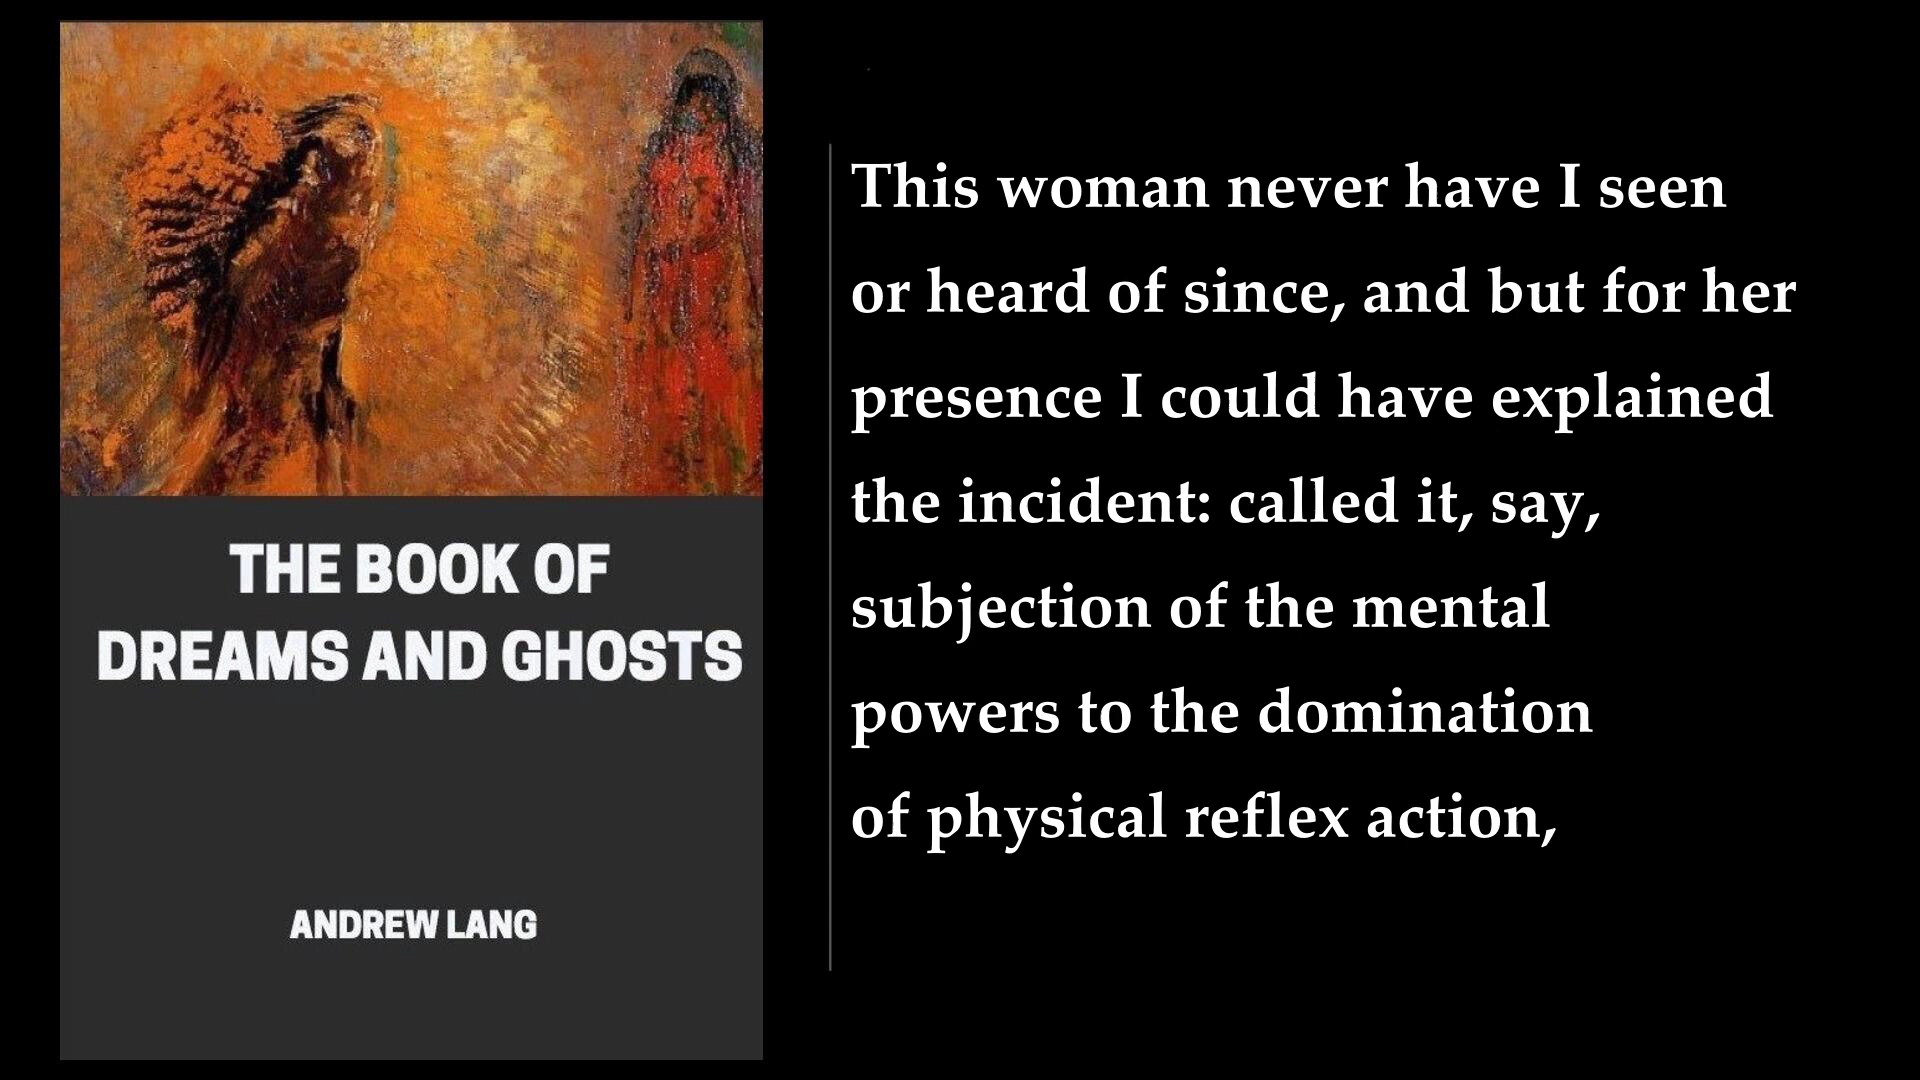 THE BOOK OF
DREAMS AND GHOSTS
ANDREW LANG
This woman never have I seen
or heard of since, and but for her
presence I could have explained
the incident: called it, say,
subjection of the mental
powers to the domination
of physical reflex action,